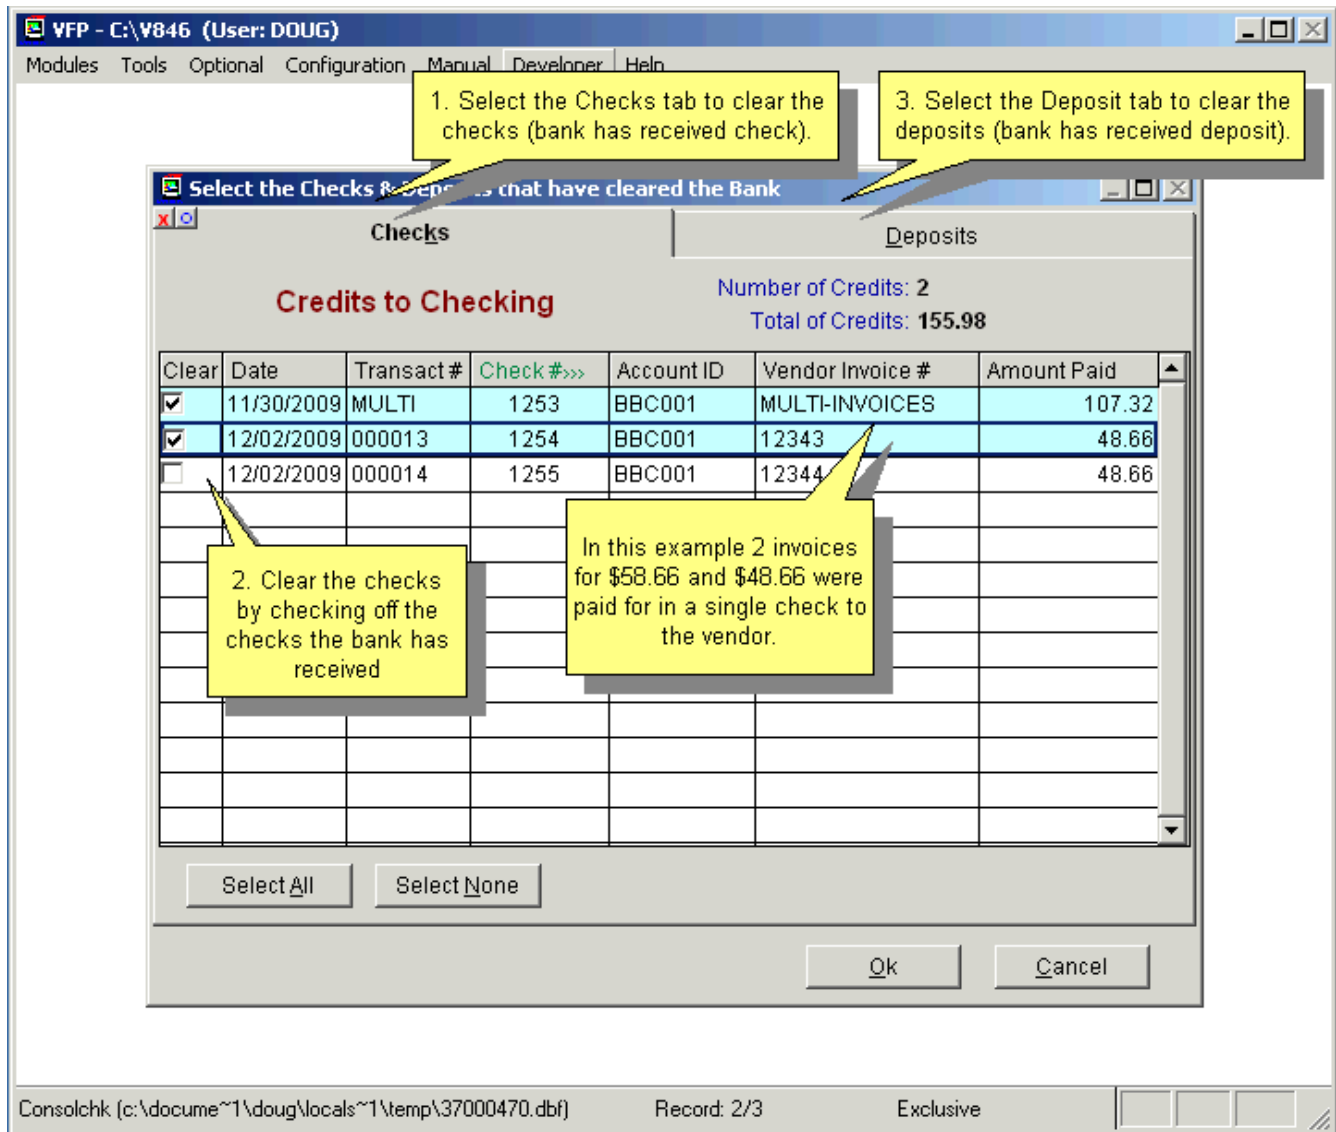 VFP - C:\V846 (User: DOUG)
Modules Tools Optional Configuration Manual Developer Help
1. Select the Checks tab to clear the
checks (bank has received check).
3. Select the Deposit tab to clear the
deposits (bank has received deposit).
Select the Checks & Deposits that have cleared the Bank
Checks
Deposits
Credits to Checking
Number of Credits: 2
Total of Credits: 155.98
Clear Date Transact # Check #>>> Account ID Vendor Invoice # Amount Paid
11/30/2009 MULTI 1253 BBC001 MULTI-INVOICES 107.32
12/02/2009 000013 1254 BBC001 12343 48.66
12/02/2009 000014 1255 BBC001 12344 48.66
2. Clear the checks
by checking off the
checks the bank has
received
In this example 2 invoices
for $58.66 and $48.66 were
paid for in a single check to
the vendor.
Select All Select None
Ok Cancel
Consolchk (c:\docume~1\doug\locals~1\temp\37000470.dbf) Record: 2/3 Exclusive